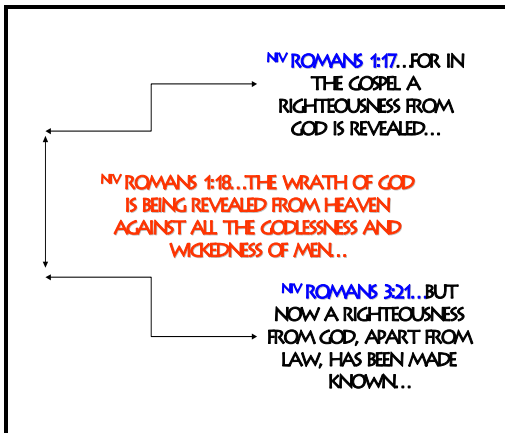 NIV ROMANS 1:17...FOR IN
THE GOSPEL A
RIGHTEOUSNESS FROM
GOD IS REVEALED...
NIV ROMANS 1:18...THE WRATH OF GOD
IS BEING REVEALED FROM HEAVEN
AGAINST ALL THE GODLESSNESS AND
WICKEDNESS OF MEN...
NIV ROMANS 3:21...BUT
NOW A RIGHTEOUSNESS
FROM GOD, APART FROM
LAW, HAS BEEN MADE
KNOWN...